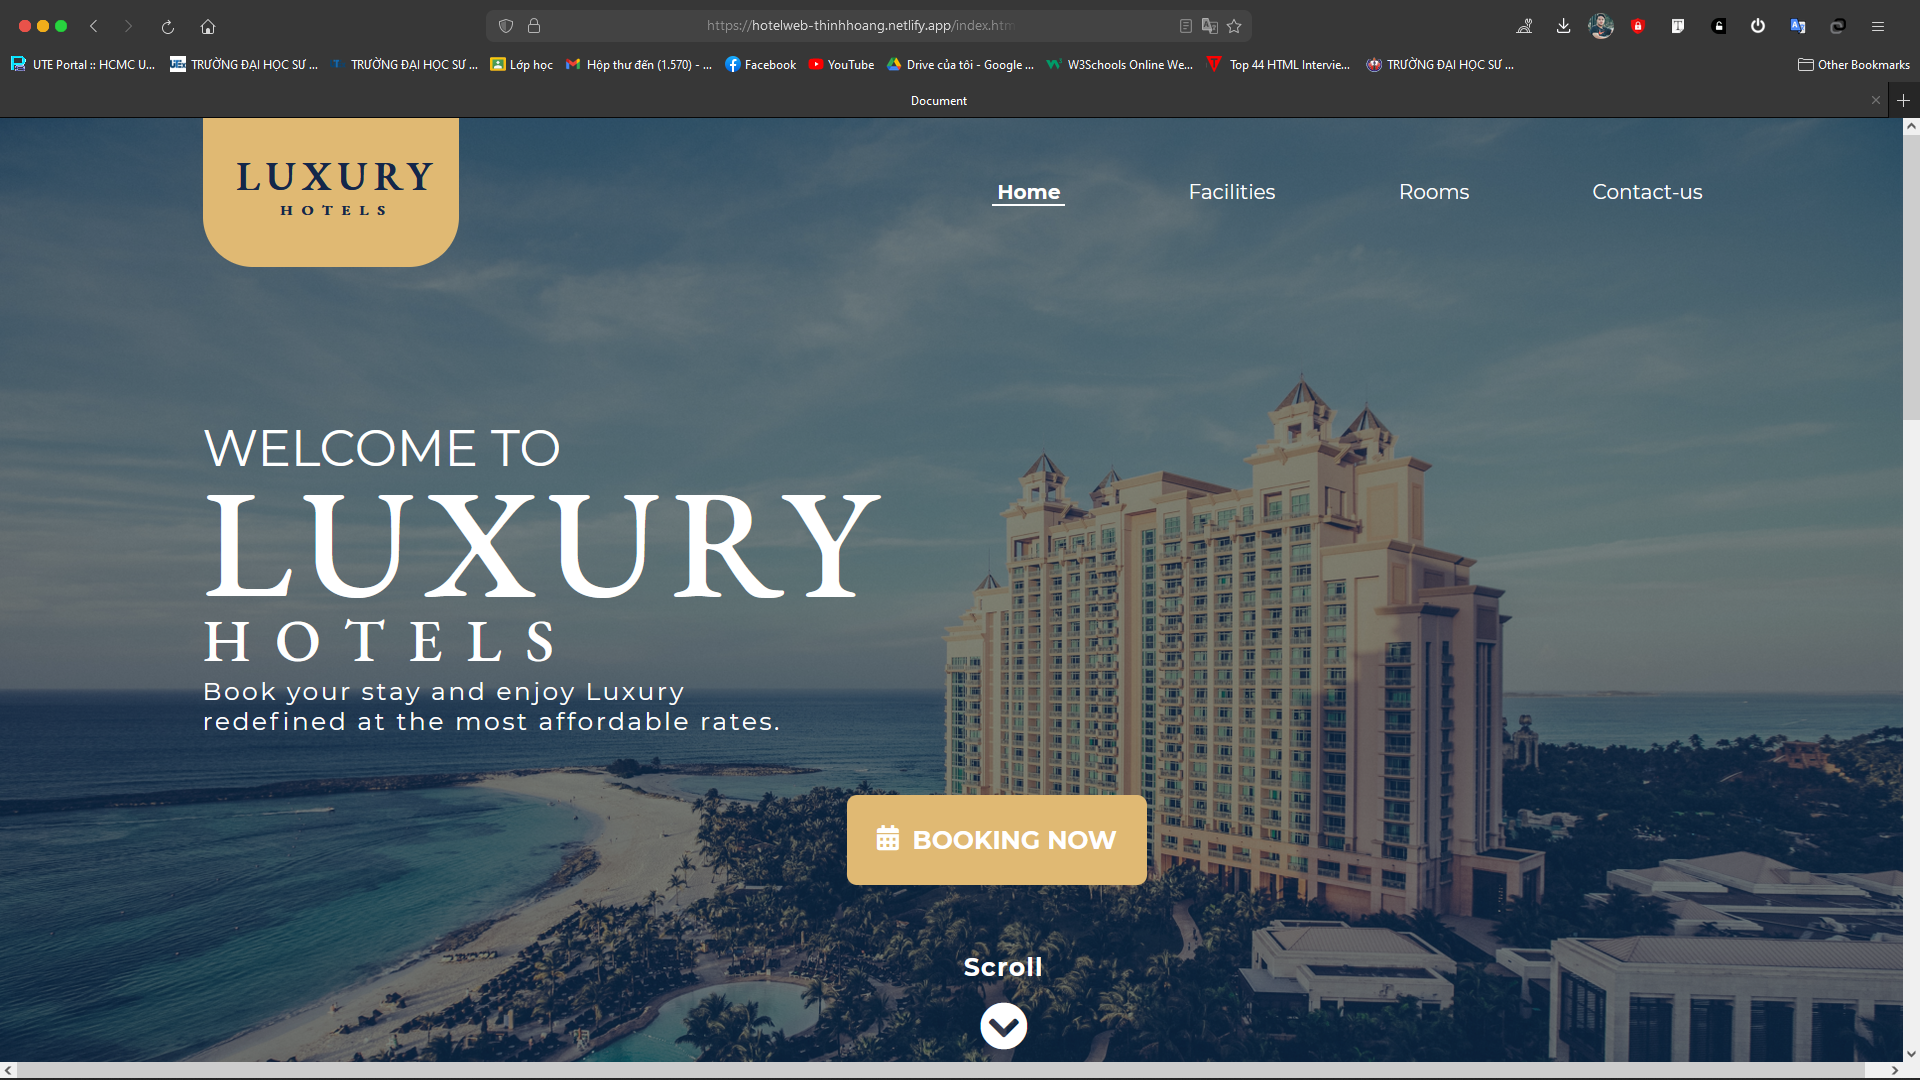 https://hotelweb-thinhhoang.netlify.app/index.htm
UTE Portal :: HCMC U...
TRƯỜNG ĐẠI HỌC SƯ ...
TRƯỜNG ĐẠI HỌC SƯ ...
Lớp học
Hộp thư đến (1.570) - ...
Facebook
YouTube
Drive của tôi - Google ...
W3Schools Online We...
Top 44 HTML Intervie...
TRƯỜNG ĐẠI HỌC SƯ ...
Other Bookmarks
Document
LUXURY
HOTELS
Home
Facilities
Rooms
Contact-us
WELCOME TO
LUXURY
HOTELS
Book your stay and enjoy Luxury
redefined at the most affordable rates.
BOOKING NOW
Scroll